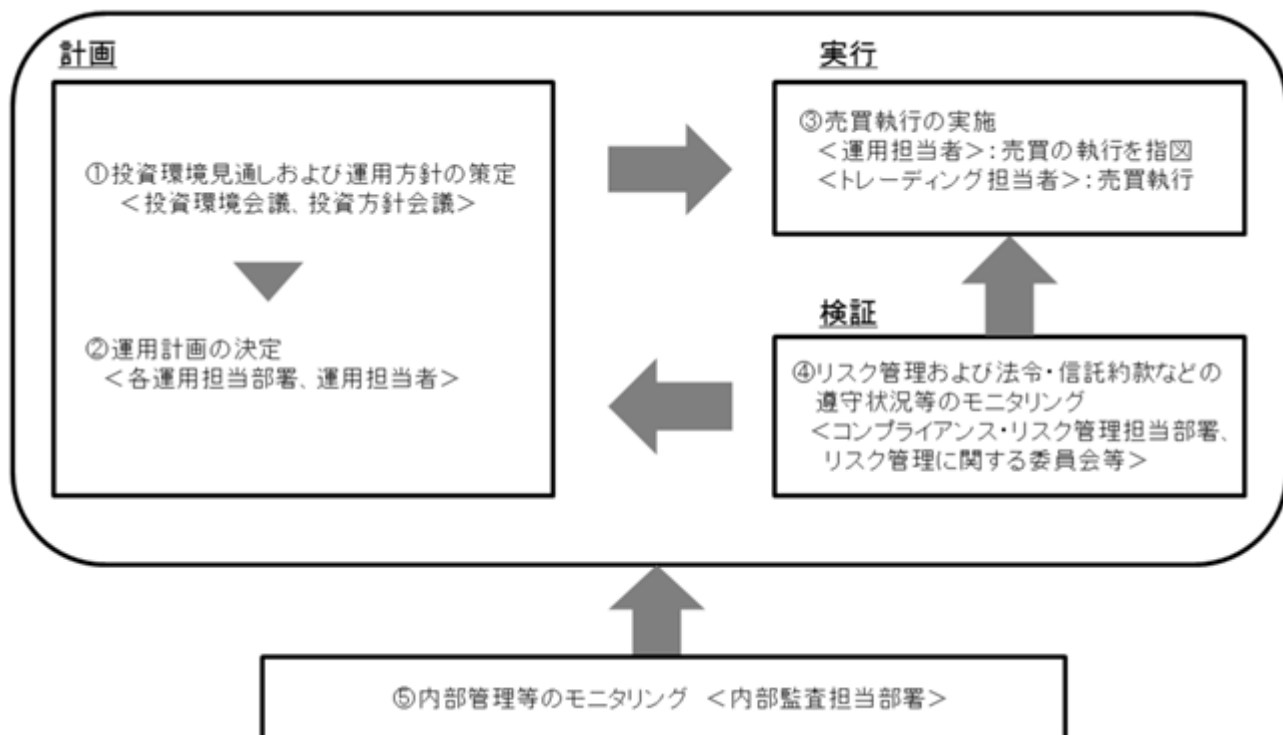 計画
①投資環境見通しおよび運用方針の策定
＜投資環境会議、投資方針会議＞
②運用計画の決定
＜各運用担当部署、運用担当者＞
実行
③売買執行の実施
＜運用担当者＞：売買の執行を指図
＜トレーディング担当者＞：売買執行
検証
④リスク管理および法令・信託約款などの
遵守状況等のモニタリング
＜コンプライアンス・リスク管理担当部署、
リスク管理に関する委員会等＞
⑤内部管理等のモニタリング ＜内部監査担当部署＞